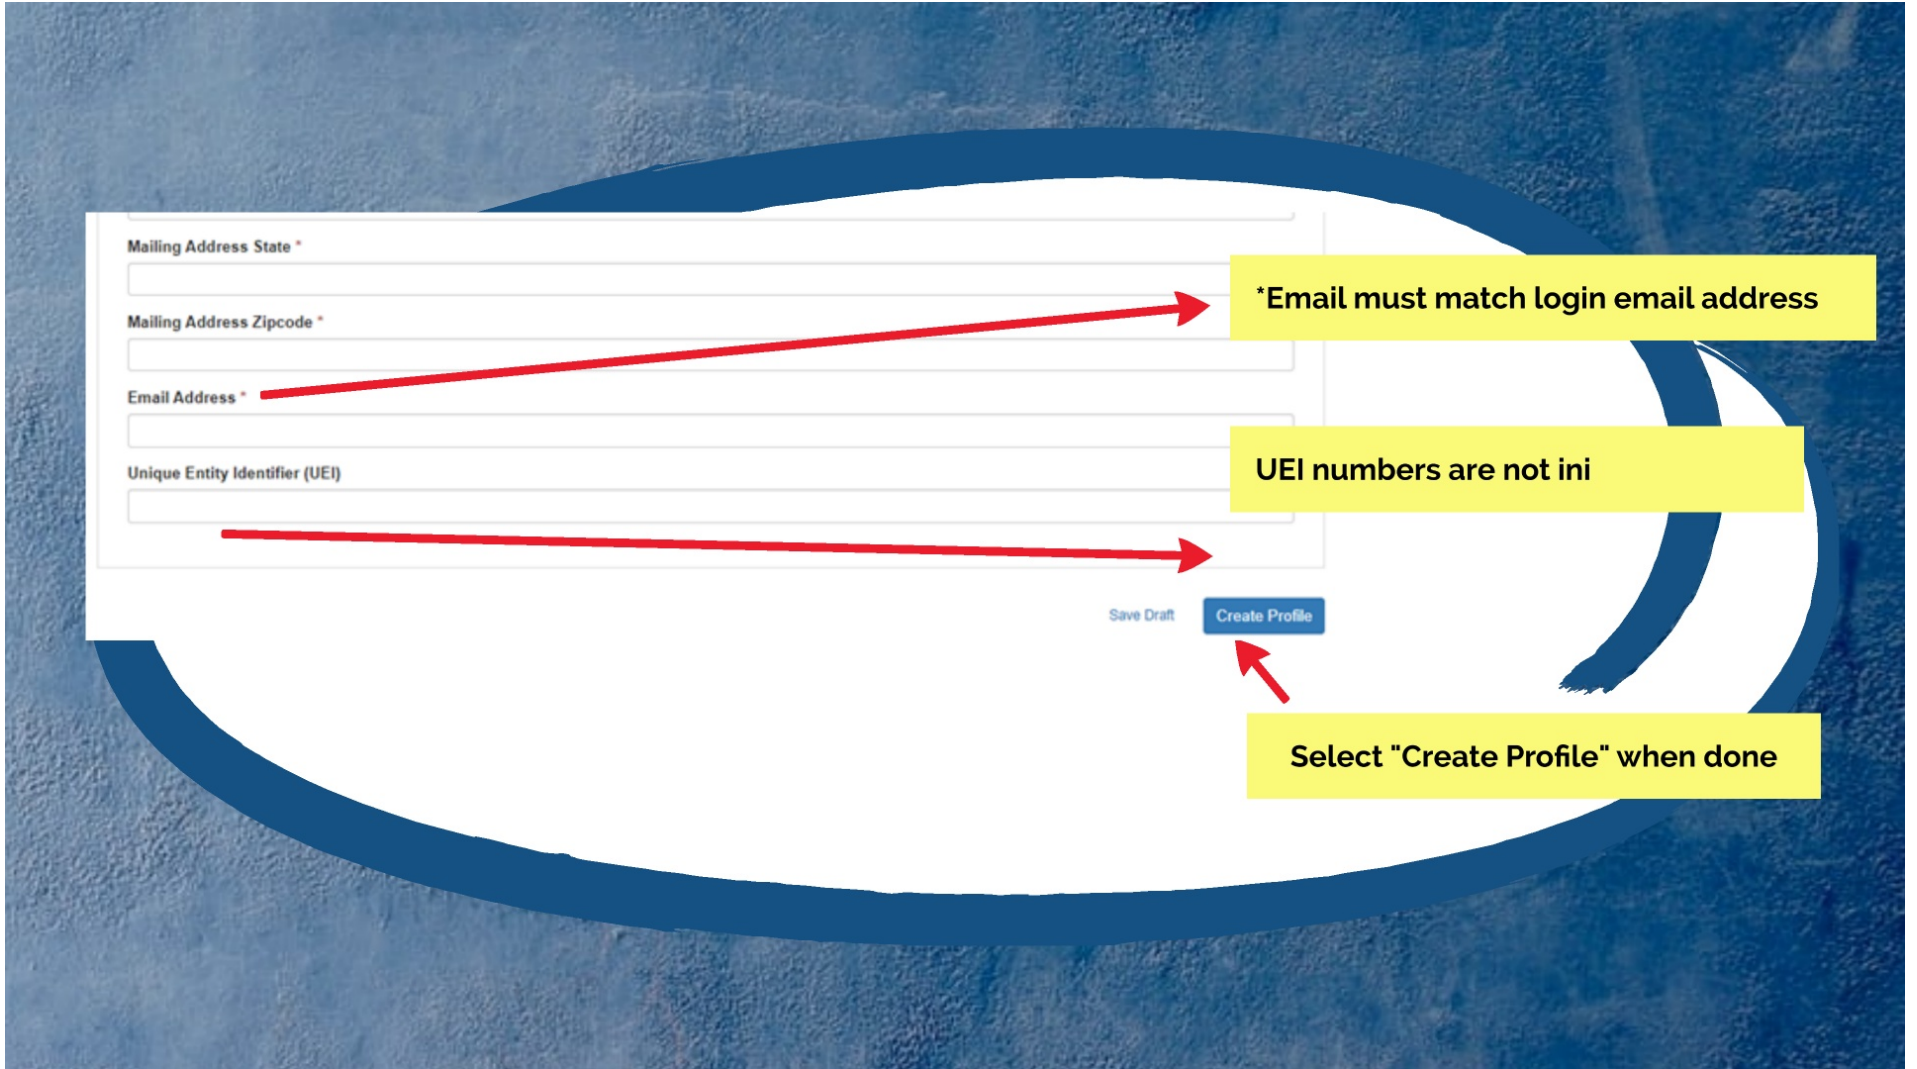 Mailing Address State *
*Email must match login email address
Mailing Address Zipcode *
Email Address *
UEI numbers are not ini
Unique Entity Identifier (UEI)
Save Draft
Create Profile
Select "Create Profile" when done